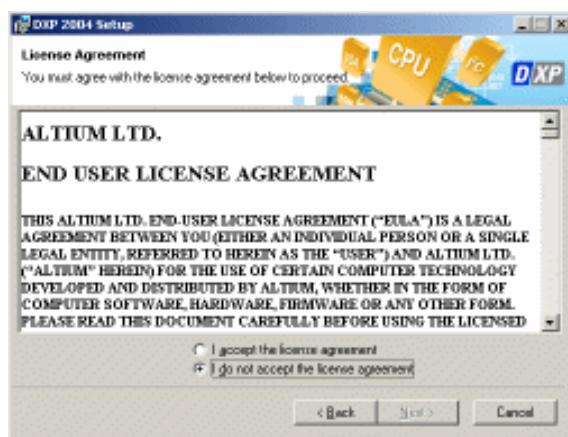 DXP 2004 Setup
License Agreement
You must agree with the license agreement below to proceed.
CPU
I²C
DXP
ALTIUM LTD.
END USER LICENSE AGREEMENT
THIS ALTIUM LTD. END-USER LICENSE AGREEMENT (“EULA”) IS A LEGAL
AGREEMENT BETWEEN YOU (EITHER AN INDIVIDUAL PERSON OR A SINGLE
LEGAL ENTITY, REFERRED TO HEREIN AS THE “USER”) AND ALTIUM LTD.
(“ALTIUM” HEREIN) FOR THE USE OF CERTAIN COMPUTER TECHNOLOGY
DEVELOPED AND DISTRIBUTED BY ALTIUM, WHETHER IN THE FORM OF
COMPUTER SOFTWARE, HARDWARE, FIRMWARE OR ANY OTHER FORM.
PLEASE READ THIS DOCUMENT CAREFULLY BEFORE USING THE LICENSED
I accept the license agreement
I do not accept the license agreement
< Back
Next >
Cancel